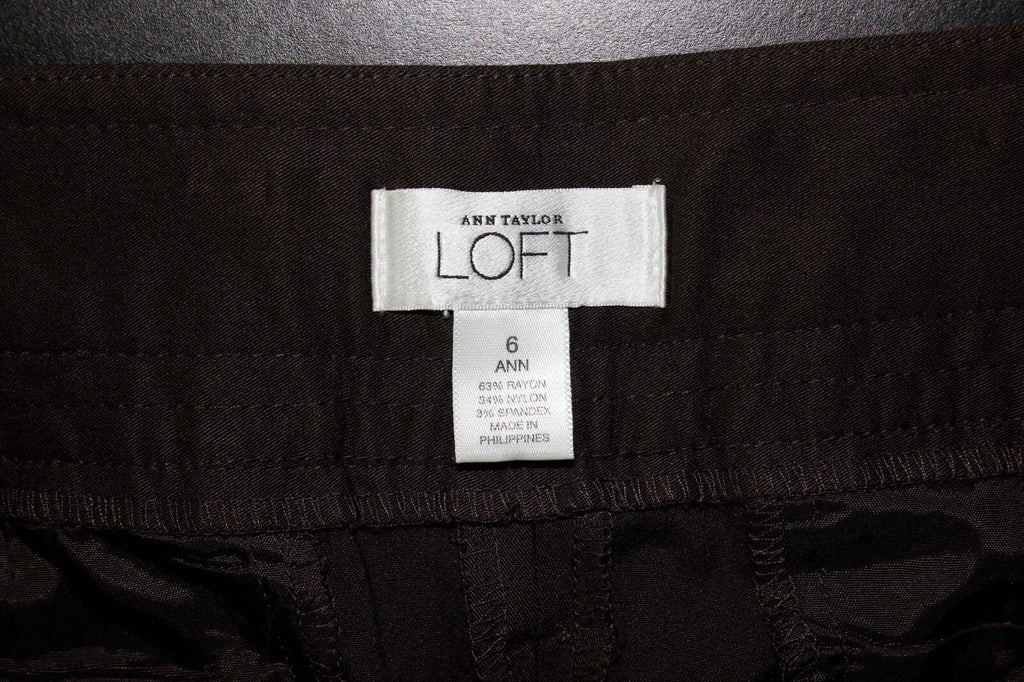 ANN TAYLOR
LOFT
6
ANN
63% RAYON
34% NYLON
3% SPANDEX
MADE IN
PHILIPPINES